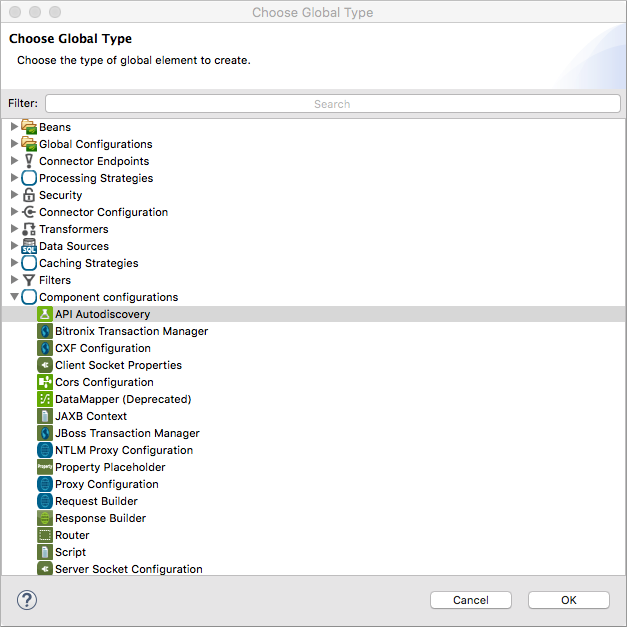 Choose Global Type
Choose Global Type
Choose the type of global element to create.
Filter: Search
Beans
Global Configurations
Connector Endpoints
Processing Strategies
Security
Connector Configuration
Transformers
SQL Data Sources
Caching Strategies
Filters
Component configurations
API Autodiscovery
Bitronix Transaction Manager
CXF Configuration
Client Socket Properties
Cors Configuration
DataMapper (Deprecated)
JAXB Context
JBoss Transaction Manager
NTLM Proxy Configuration
Property Property Placeholder
Proxy Configuration
Request Builder
Response Builder
Router
Script
Server Socket Configuration
? Cancel OK